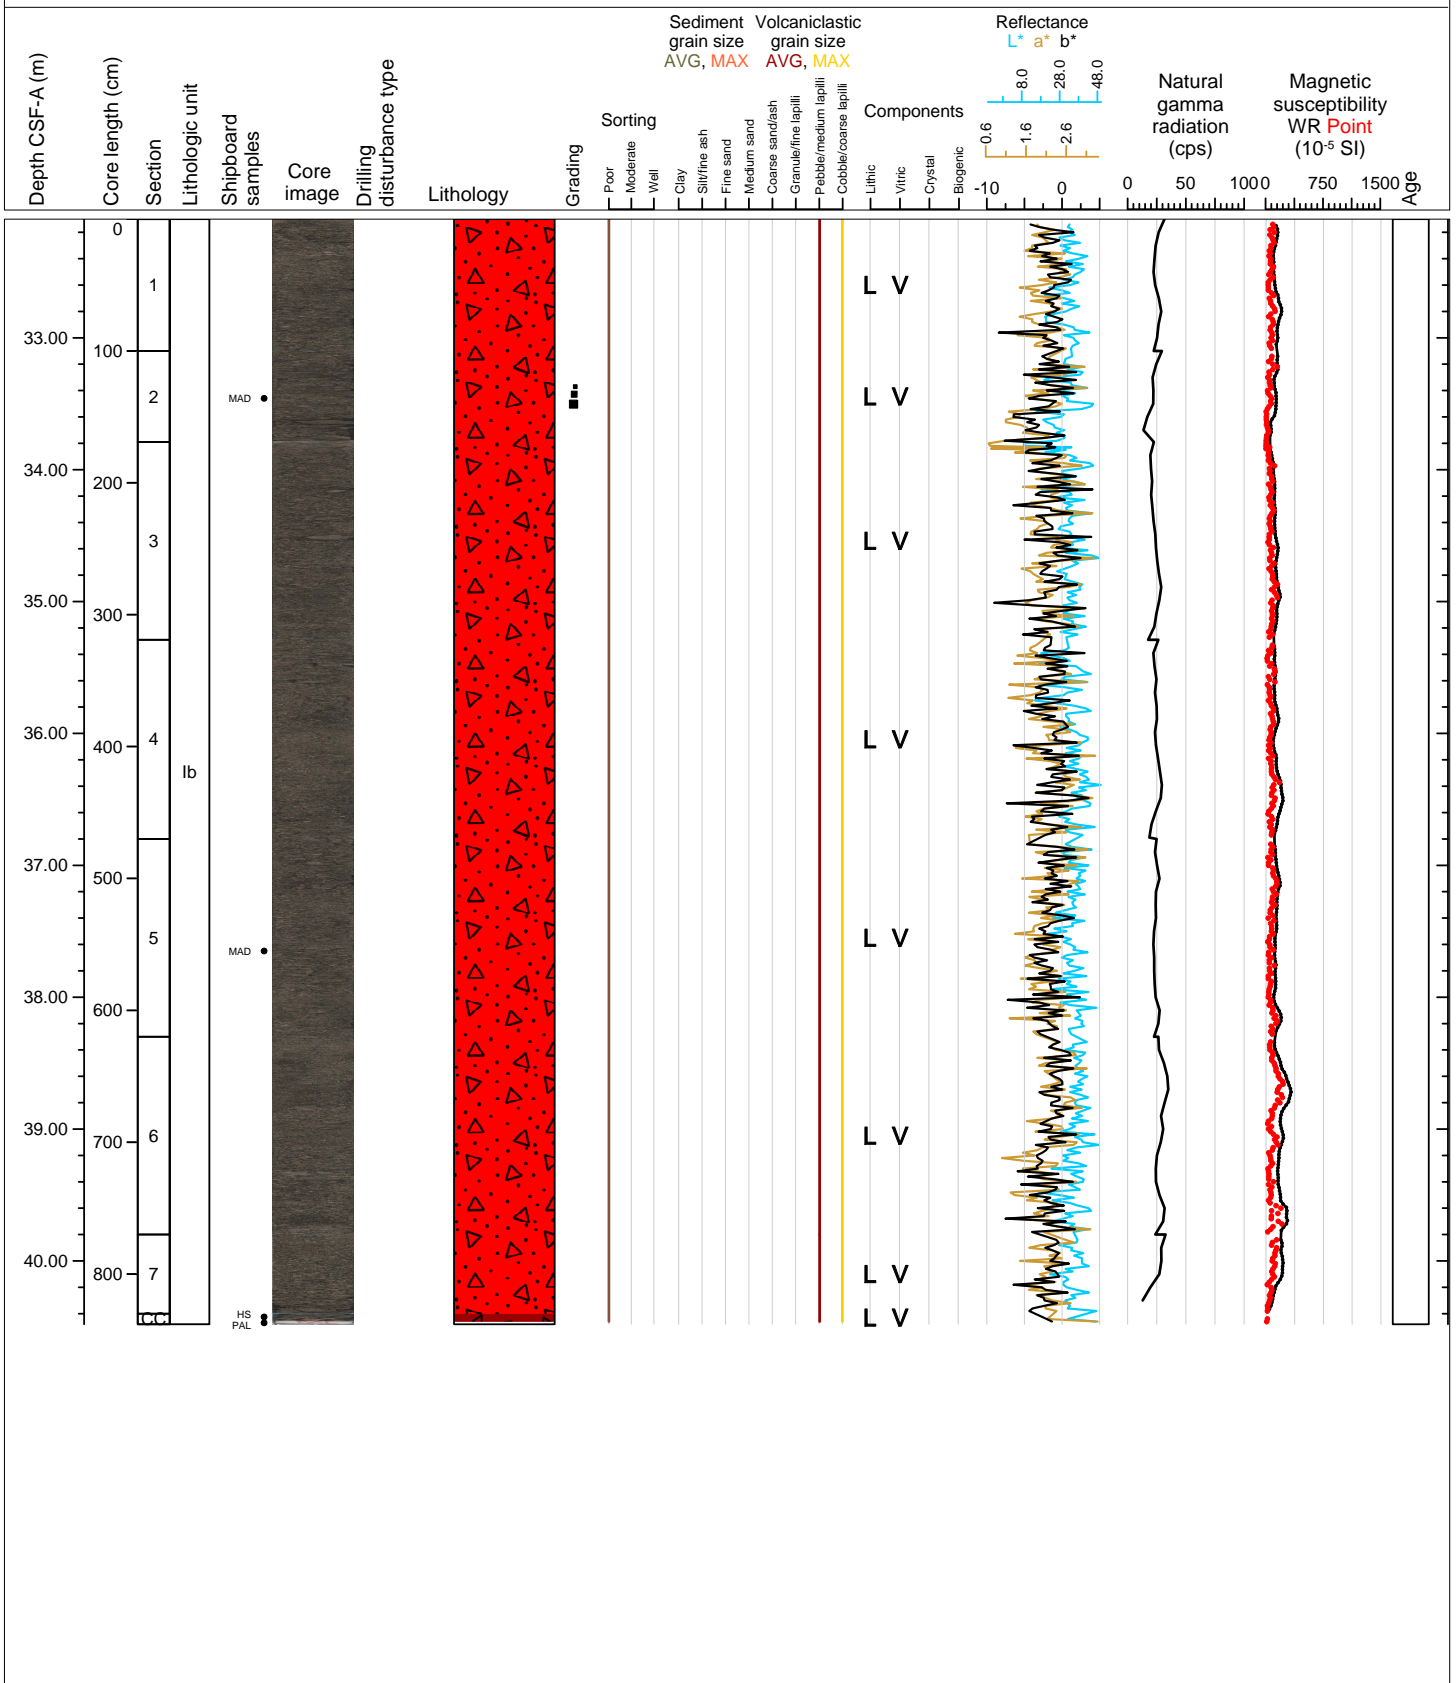 Depth CSF-A (m)
Core length (cm)
Section
Lithologic unit
Shipboard
samples
Core
image
Drilling
disturbance type
Lithology
Grading
Sorting
Poor
Moderate
Well
Sediment
grain size
AVG, MAX
Volcaniclastic
grain size
AVG, MAX
Clay
Silt/fine ash
Fine sand
Medium sand
Coarse sand/ash
Granule/fine lapilli
Pebble/medium lapilli
Cobble/coarse lapilli
Components
Lithic
Vitric
Crystal
Biogenic
Reflectance
L* a* b*
8.0 28.0 48.0
0.6 1.6 2.6
-10 0
Natural
gamma
radiation
(cps)
0 50 100
Magnetic
susceptibility
WR Point
(10-5 SI)
0 750 1500
Age
0
1
L V
33.00
100
2
MAD
L V
34.00
200
3
L V
35.00
300
36.00
400
4
L V
Ib
37.00
500
5
MAD
L V
38.00
600
39.00
700
6
L V
40.00
800
7
L V
CC
HS
PAL
L V